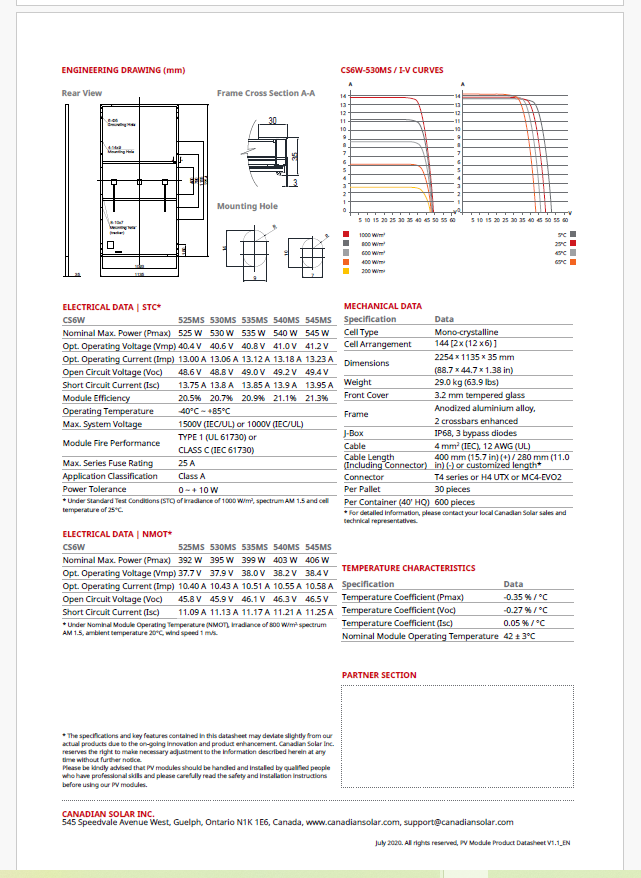 ENGINEERING DRAWING (mm)
Rear View
Frame Cross Section A-A
30
35
Mounting Hole
R
R
9
7
CS6W-530MS / I-V CURVES
A
14
13
12
11
10
9
8
7
6
5
4
3
2
1
0
5 10 15 20 25 30 35 40 45 50 55 60
V
A
14
13
12
11
10
9
8
7
6
5
4
3
2
1
0
5 10 15 20 25 30 35 40 45 50 55 60
V
1000 W/m²
800 W/m²
600 W/m²
400 W/m²
200 W/m²
5°C
25°C
45°C
65°C
ELECTRICAL DATA | STC*
CS6W 525MS 530MS 535MS 540MS 545MS
Nominal Max. Power (Pmax) 525 W 530 W 535 W 540 W 545 W
Opt. Operating Voltage (Vmp) 40.4 V 40.6 V 40.8 V 41.0 V 41.2 V
Opt. Operating Current (Imp) 13.00 A 13.06 A 13.12 A 13.18 A 13.23 A
Open Circuit Voltage (Voc) 48.6 V 48.8 V 49.0 V 49.2 V 49.4 V
Short Circuit Current (Isc) 13.75 A 13.8 A 13.85 A 13.9 A 13.95 A
Module Efficiency 20.5% 20.7% 20.9% 21.1% 21.3%
Operating Temperature -40°C ~ +85°C
Max. System Voltage 1500V (IEC/UL) or 1000V (IEC/UL)
Module Fire Performance TYPE 1 (UL 61730) or
CLASS C (IEC 61730)
Max. Series Fuse Rating 25 A
Application Classification Class A
Power Tolerance 0 ~ + 10 W
* Under Standard Test Conditions (STC) of irradiance of 1000 W/m², spectrum AM 1.5 and cell
temperature of 25°C.
ELECTRICAL DATA | NMOT*
CS6W 525MS 530MS 535MS 540MS 545MS
Nominal Max. Power (Pmax) 392 W 395 W 399 W 403 W 406 W
Opt. Operating Voltage (Vmp) 37.7 V 37.9 V 38.0 V 38.2 V 38.4 V
Opt. Operating Current (Imp) 10.40 A 10.43 A 10.51 A 10.55 A 10.58 A
Open Circuit Voltage (Voc) 45.8 V 45.9 V 46.1 V 46.3 V 46.5 V
Short Circuit Current (Isc) 11.09 A 11.13 A 11.17 A 11.21 A 11.25 A
* Under Nominal Module Operating Temperature (NMOT), irradiance of 800 W/m² spectrum
AM 1.5, ambient temperature 20°C, wind speed 1 m/s.
MECHANICAL DATA
Specification Data
Cell Type Mono-crystalline
Cell Arrangement 144 [2 x (12 x 6) ]
Dimensions 2254 × 1135 × 35 mm
(88.7 × 44.7 × 1.38 in)
Weight 29.0 kg (63.9 lbs)
Front Cover 3.2 mm tempered glass
Frame Anodized aluminium alloy,
2 crossbars enhanced
J-Box IP68, 3 bypass diodes
Cable 4 mm² (IEC), 12 AWG (UL)
Cable Length 400 mm (15.7 in) (+) / 280 mm (11.0
(Including Connector) in) (-) or customized length*
Connector T4 series or H4 UTX or MC4-EVO2
Per Pallet 30 pieces
Per Container (40' HQ) 600 pieces
* For detailed information, please contact your local Canadian Solar sales and
technical representatives.
TEMPERATURE CHARACTERISTICS
Specification Data
Temperature Coefficient (Pmax) -0.35 % / °C
Temperature Coefficient (Voc) -0.27 % / °C
Temperature Coefficient (Isc) 0.05 % / °C
Nominal Module Operating Temperature 42 ± 3°C
PARTNER SECTION
* The specifications and key features contained in this datasheet may deviate slightly from our
actual products due to the on-going innovation and product enhancement. Canadian Solar Inc.
reserves the right to make necessary adjustment to the information described herein at any
time without further notice.
Please be kindly advised that PV modules should be handled and installed by qualified people
who have professional skills and please carefully read the safety and installation instructions
before using our PV modules.
CANADIAN SOLAR INC.
545 Speedvale Avenue West, Guelph, Ontario N1K 1E6, Canada, www.canadiansolar.com, support@canadiansolar.com
July 2020. All rights reserved, PV Module Product Datasheet V1.1_EN